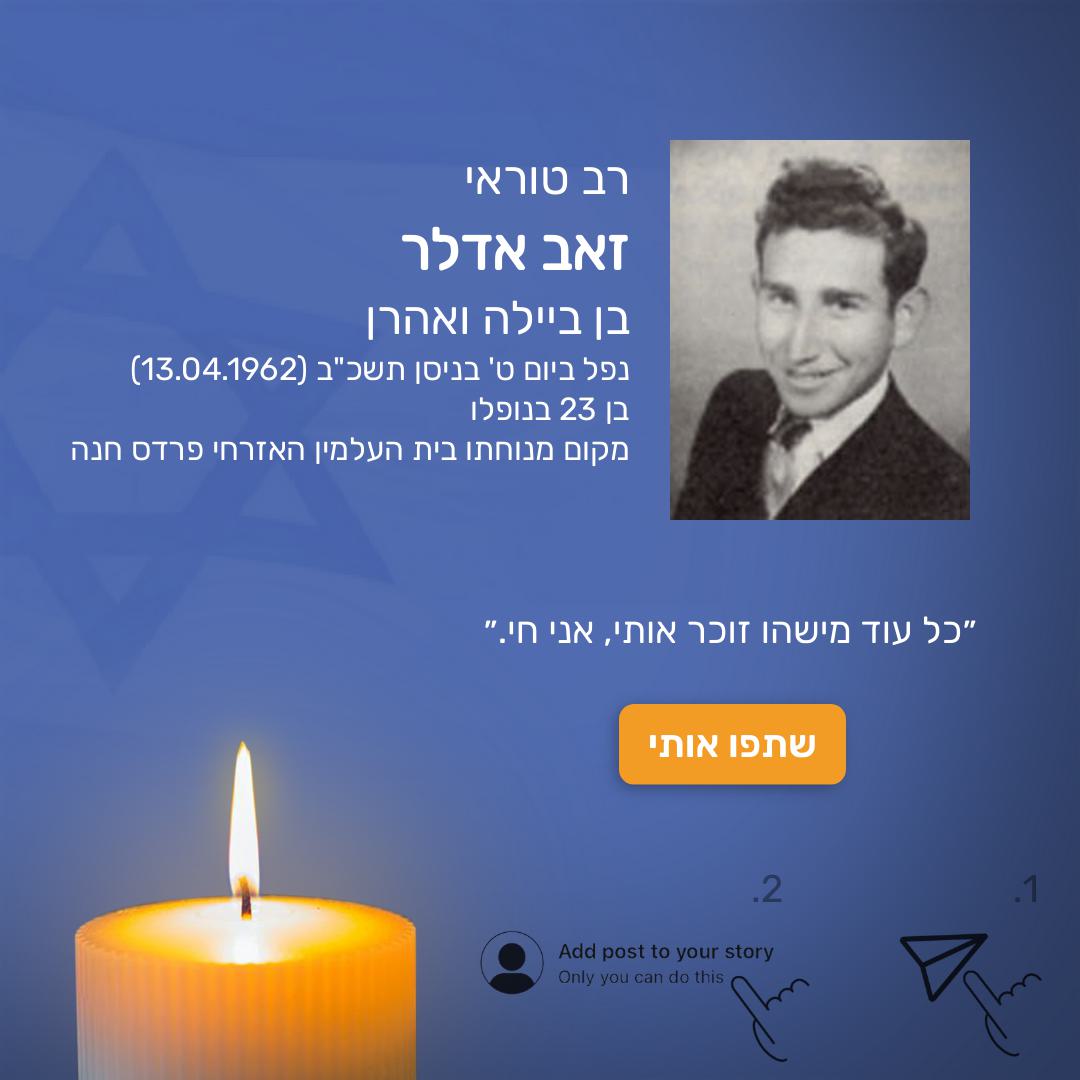 רב טוראי
זאב אדלר
בן ביילה ואהרן
נפל ביום ט' בניסן תשכ"ב (13.04.1962)
בן 23 בנופלו
מקום מנוחתו בית העלמין האזרחי פרדס חנה
״כל עוד מישהו זוכר אותי, אני חי.״
שתפו אותי
.1
.2
Add post to your story
Only you can do this